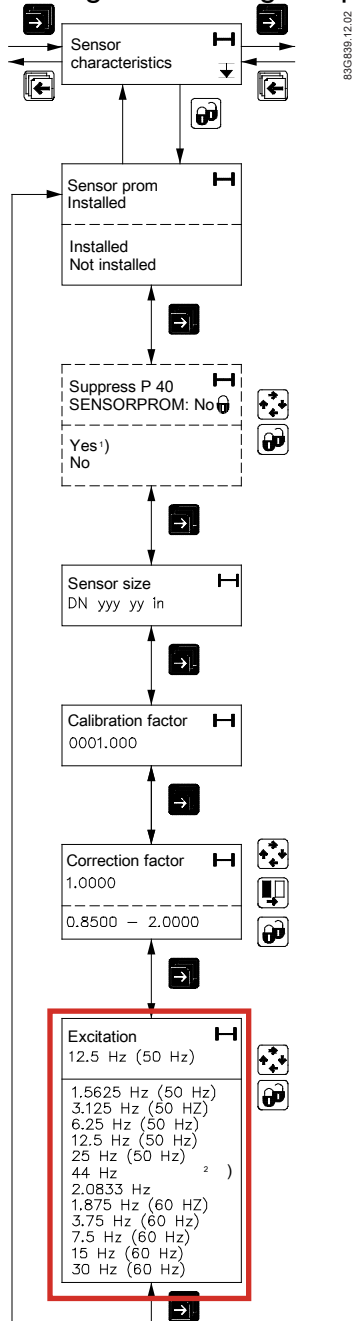 83G839.12.02
Sensor
characteristics
Sensor prom
Installed
Installed
Not installed
Suppress P 40
SENSORPROM: No
Yes ¹)
No
Sensor size
DN yyy yy in
Calibration factor
0001.000
Correction factor
1.0000
0.8500 – 2.0000
Excitation
12.5 Hz (50 Hz)
1.5625 Hz (50 Hz)
3.125 Hz (50 HZ)
6.25 Hz (50 Hz)
12.5 Hz (50 Hz)
25 Hz (50 Hz)
44 Hz ² )
2.0833 Hz
1.875 Hz (60 HZ)
3.75 Hz (60 Hz)
7.5 Hz (60 Hz)
15 Hz (60 Hz)
30 Hz (60 Hz)